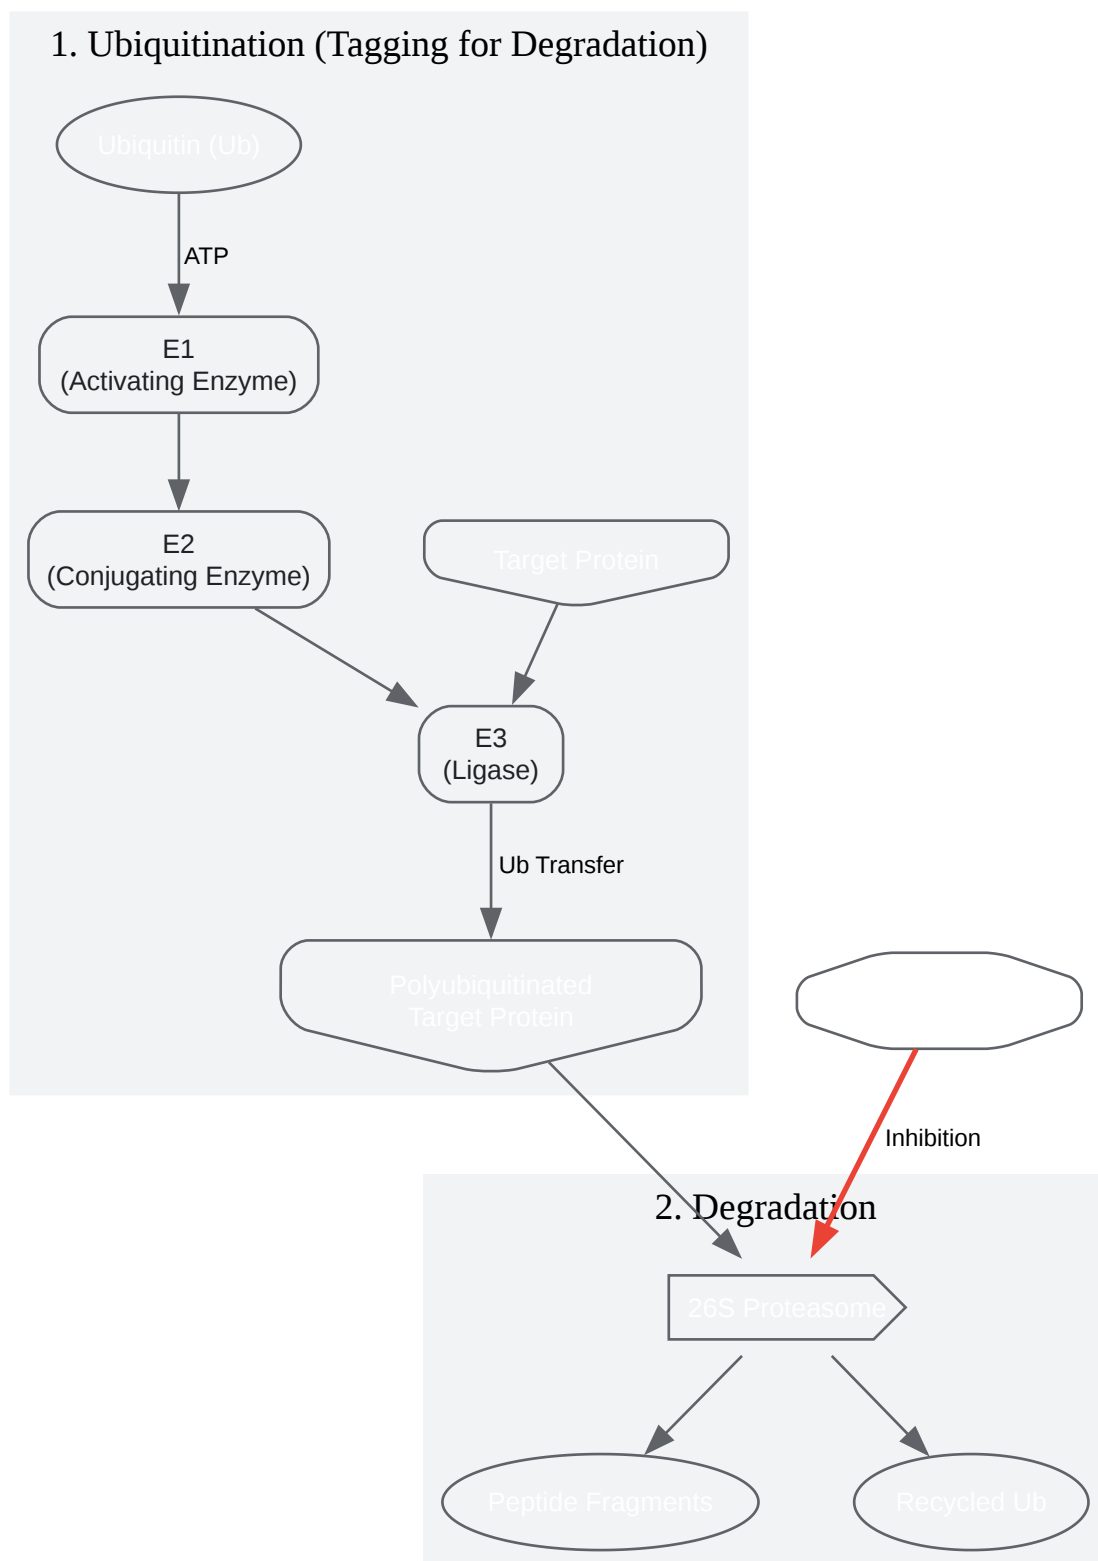 1. Ubiquitination (Tagging for Degradation)
Ubiquitin (Ub)
ATP
E1
(Activating Enzyme)
E2
(Conjugating Enzyme)
Target Protein
E3
(Ligase)
Ub Transfer
Polyubiquitinated
Target Protein
Inhibition
2. Degradation
26S Proteasome
Peptide Fragments
Recycled Ub